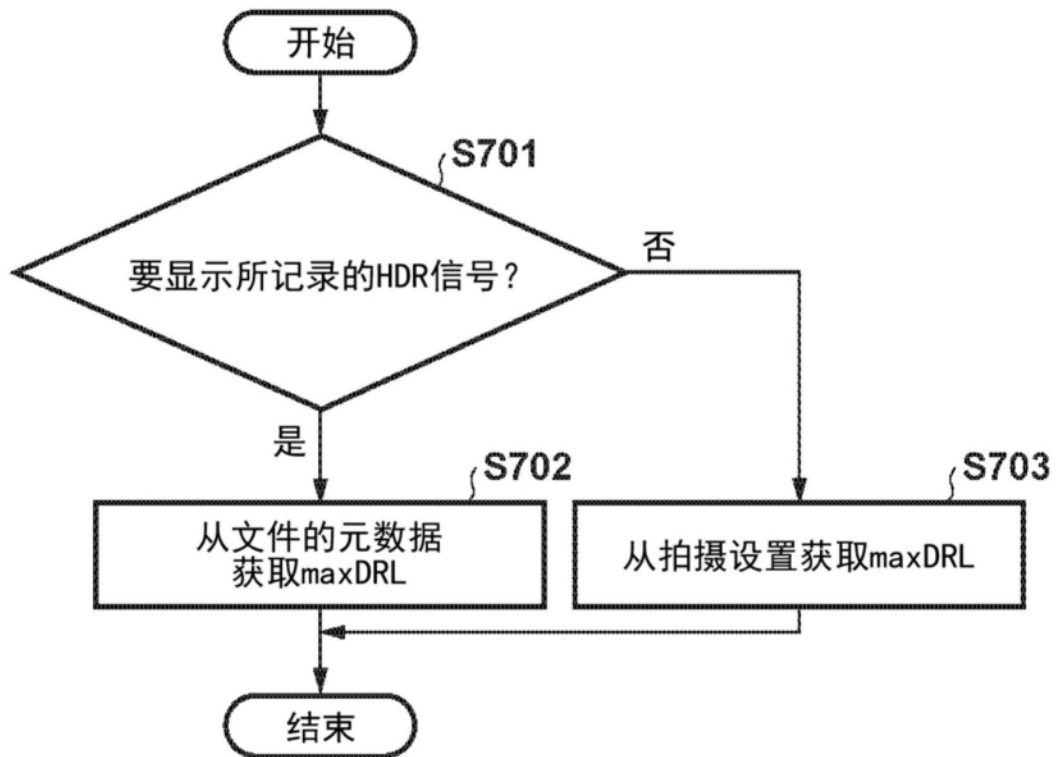 开始
S701
要显示所记录的HDR信号?
否
是
S702
从文件的元数据
获取maxDRL
S703
从拍摄设置获取maxDRL
结束